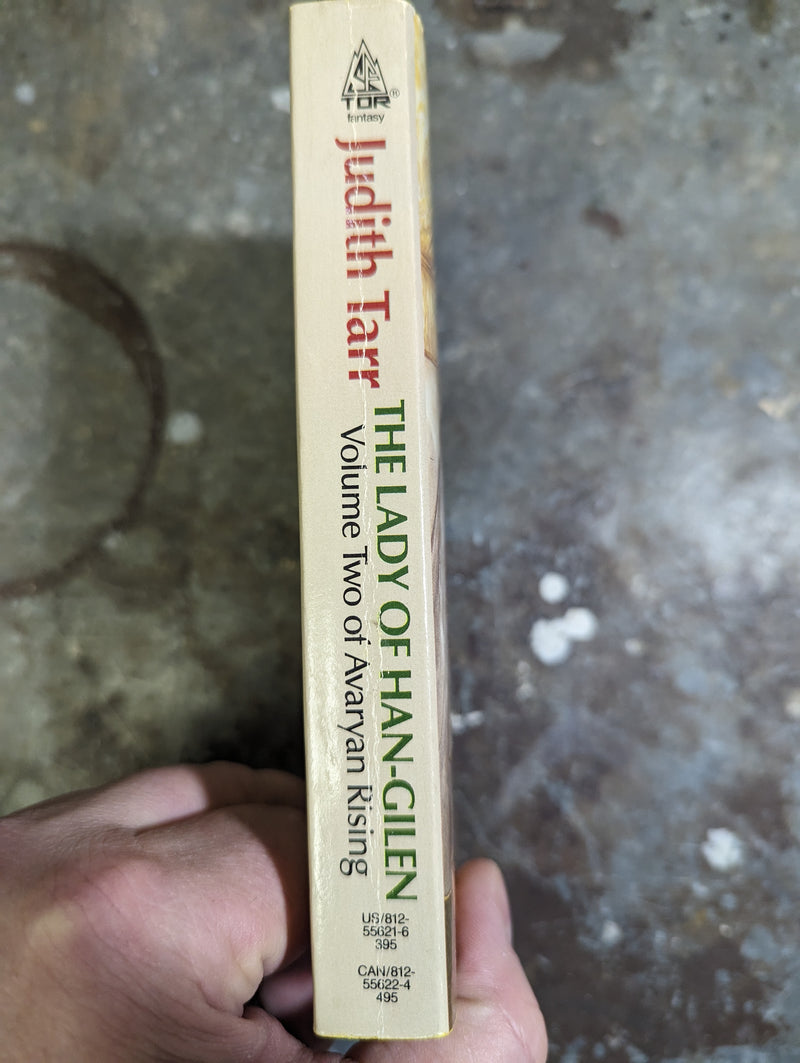 TOR®
fantasy
Judith Tarr
THE LADY OF HAN-GILEN
Volume Two of Avaryan Rising
US/812-
55621-6
395
CAN/812-
55622-4
495